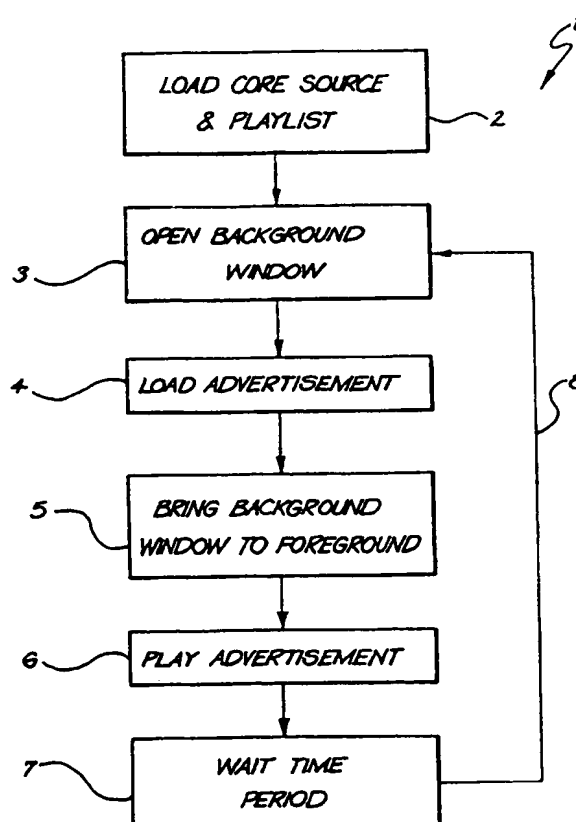 LOAD CORE SOURCE
& PLAYLIST
2
OPEN BACKGROUND
WINDOW
3
4
LOAD ADVERTISEMENT
8
5
BRING BACKGROUND
WINDOW TO FOREGROUND
6
PLAY ADVERTISEMENT
7
WAIT TIME
PERIOD